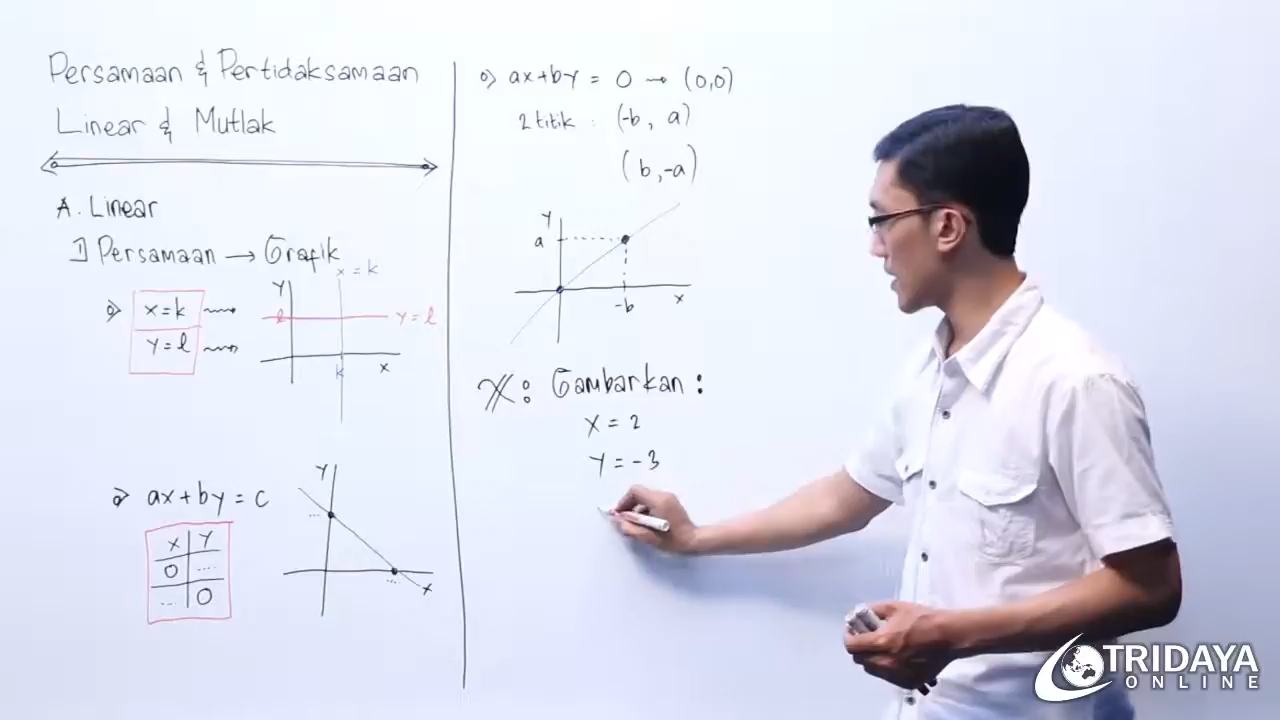 Persamaan & Pertidaksamaan
Linear & Mutlak
A. Linear
1] Persamaan → Grafik
x = k
x = k
y = l
Y
l
y = l
k
x
ax + by = c
x | Y
0 | ...
... | 0
Y
...
...
x
ax + by = 0 → (0,0)
2 titik : (-b, a)
(b, -a)
Y
a
-b
x
X : Gambarkan :
x = 2
y = -3
TRIDAYA
ONLINE